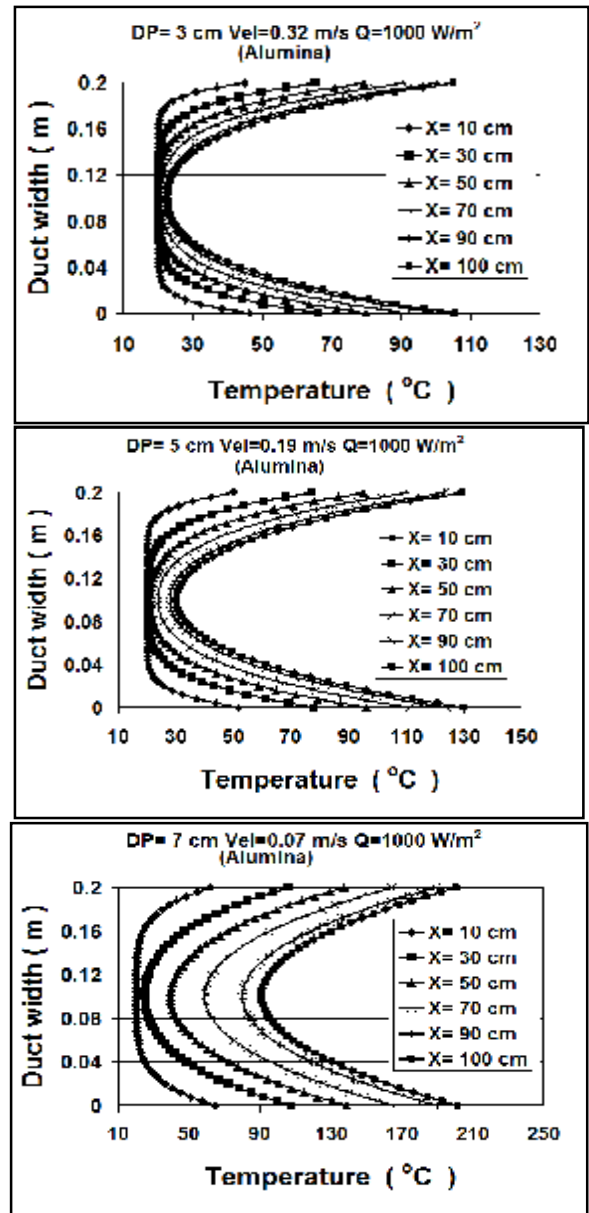 DP= 3 cm Vel=0.32 m/s Q=1000 W/m²
(Alumina)
Duct width ( m )
0.2
0.16
0.12
0.08
0.04
0
X= 10 cm
X= 30 cm
X= 50 cm
X= 70 cm
X= 90 cm
X= 100 cm
10 30 50 70 90 110 130
Temperature ( °C )
DP= 5 cm Vel=0.19 m/s Q=1000 W/m²
(Alumina)
Duct width ( m )
0.2
0.16
0.12
0.08
0.04
0
X= 10 cm
X= 30 cm
X= 50 cm
X= 70 cm
X= 90 cm
X= 100 cm
10 30 50 70 90 110 130 150
Temperature ( °C )
DP= 7 cm Vel=0.07 m/s Q=1000 W/m²
(Alumina)
Duct width ( m )
0.2
0.16
0.12
0.08
0.04
0
X= 10 cm
X= 30 cm
X= 50 cm
X= 70 cm
X= 90 cm
X= 100 cm
10 50 90 130 170 210 250
Temperature ( °C )